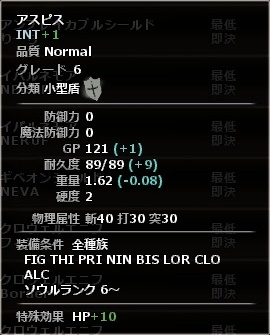 アスピス
INT+1
品質 Normal
グレード 6
分類 小型盾
防御力 0
魔法防御力 0
GP 121 (+1)
耐久度 89/89 (+9)
重量 1.62 (-0.08)
硬度 2
物理属性 斬40 打30 突30
装備条件 全種族
FIG THI PRI NIN BIS LOR CLO
ALC
ソウルランク 6～
特殊効果 HP+10